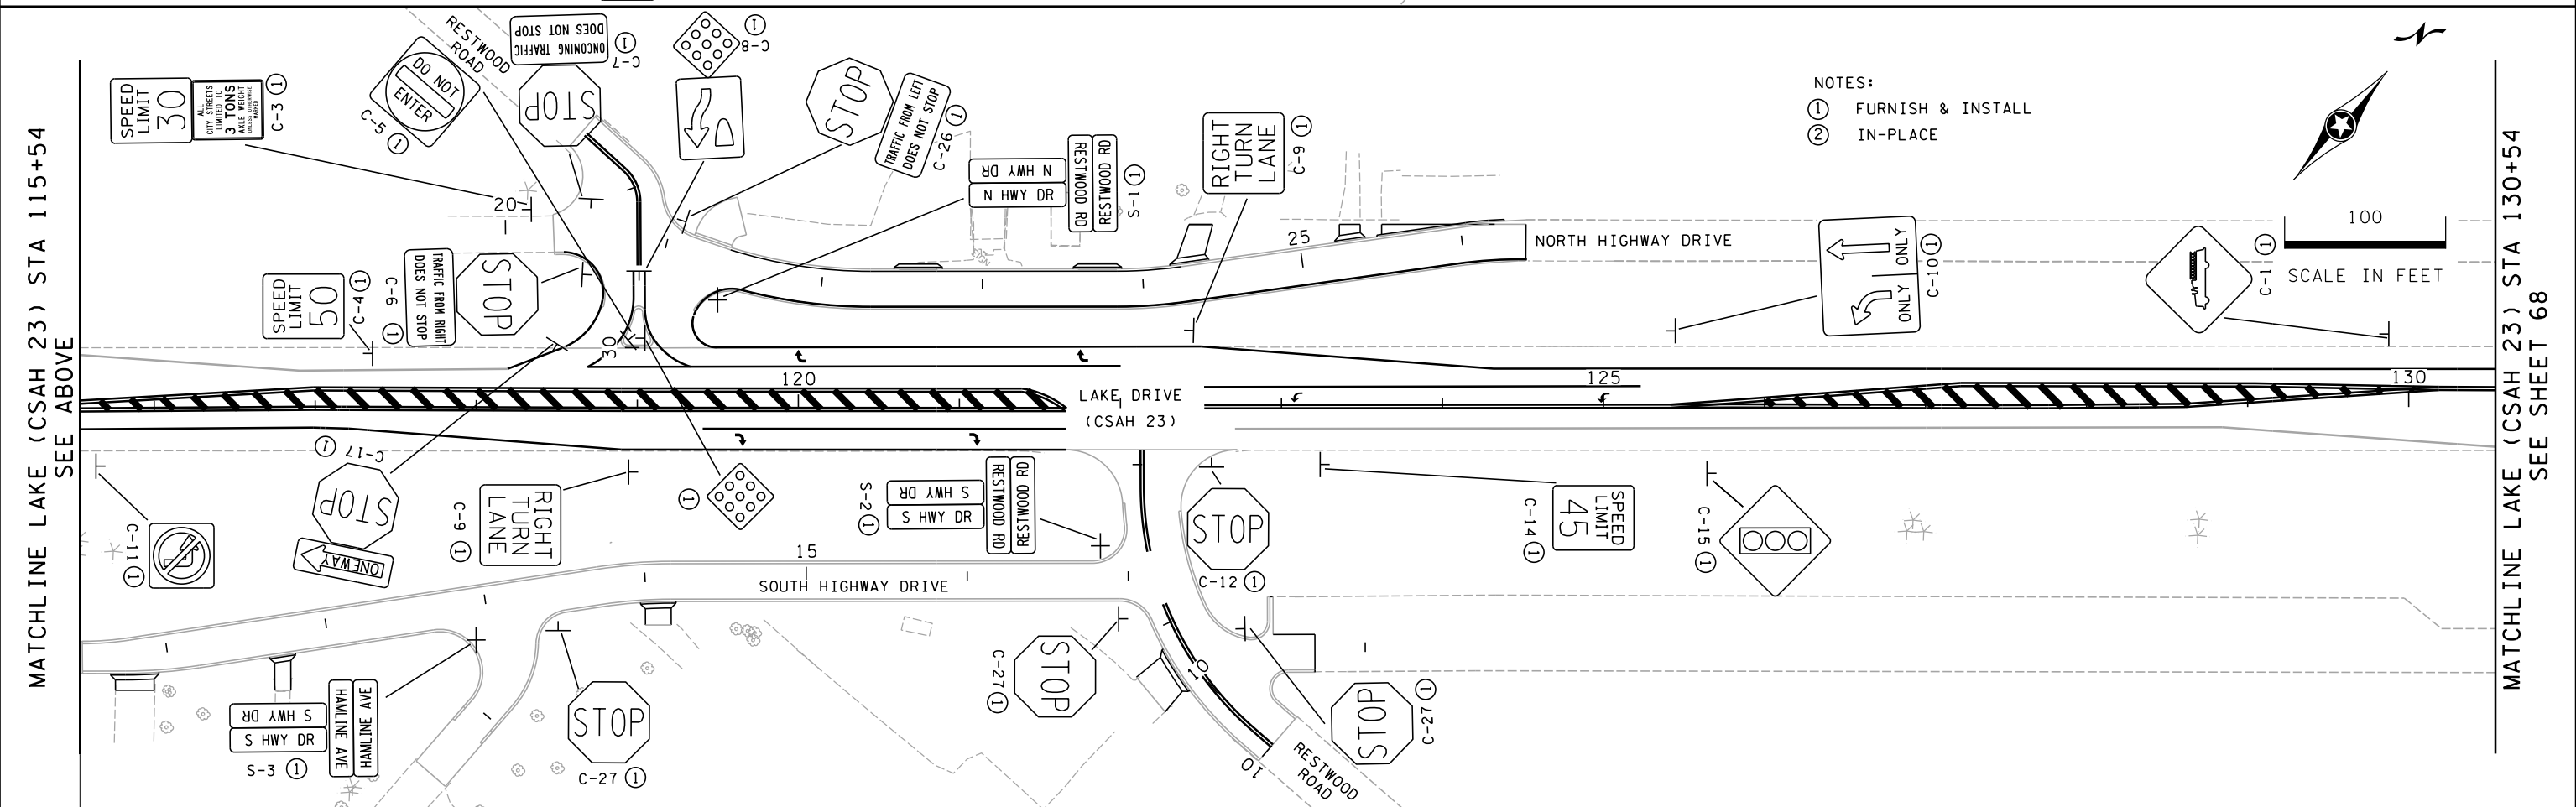 MATCHLINE LAKE (CSAH 23) STA 115+54
SEE ABOVE
SPEED
LIMIT
30
ALL
CITY STREETS
LIMITED TO
3 TONS
AXLE WEIGHT
UNLESS OTHERWISE
MARKED
C-3 1
RESTWOOD
ROAD
DO NOT
ENTER
C-5 1
ONCOMING TRAFFIC
DOES NOT STOP
STOP
C-7 1
C-8 1
STOP
TRAFFIC FROM LEFT
DOES NOT STOP
C-26 1
N HWY DR
N HWY DR
RESTWOOD RD
RESTWOOD RD
S-1 1
RIGHT
TURN
LANE
C-9 1
NOTES:
1 FURNISH & INSTALL
2 IN-PLACE
100
SCALE IN FEET
20
SPEED
LIMIT
50
C-4 1
C-6 1
TRAFFIC FROM RIGHT
DOES NOT STOP
STOP
30
25
NORTH HIGHWAY DRIVE
ONLY
ONLY
C-10 1
C-1 1
120
LAKE DRIVE
(CSAH 23)
125
130
C-11 1
C-17 1
STOP
ONEWAY
C-9 1
RIGHT
TURN
LANE
1
S-2 1
S HWY DR
S HWY DR
RESTWOOD RD
RESTWOOD RD
STOP
C-12 1
C-14 1
SPEED
LIMIT
45
C-15 1
15
SOUTH HIGHWAY DRIVE
S HWY DR
S HWY DR
HAMLINE AVE
HAMLINE AVE
S-3 1
STOP
C-27 1
C-27 1
STOP
10
10
RESTWOOD
ROAD
STOP
C-27 1
MATCHLINE LAKE (CSAH 23) STA 130+54
SEE SHEET 68